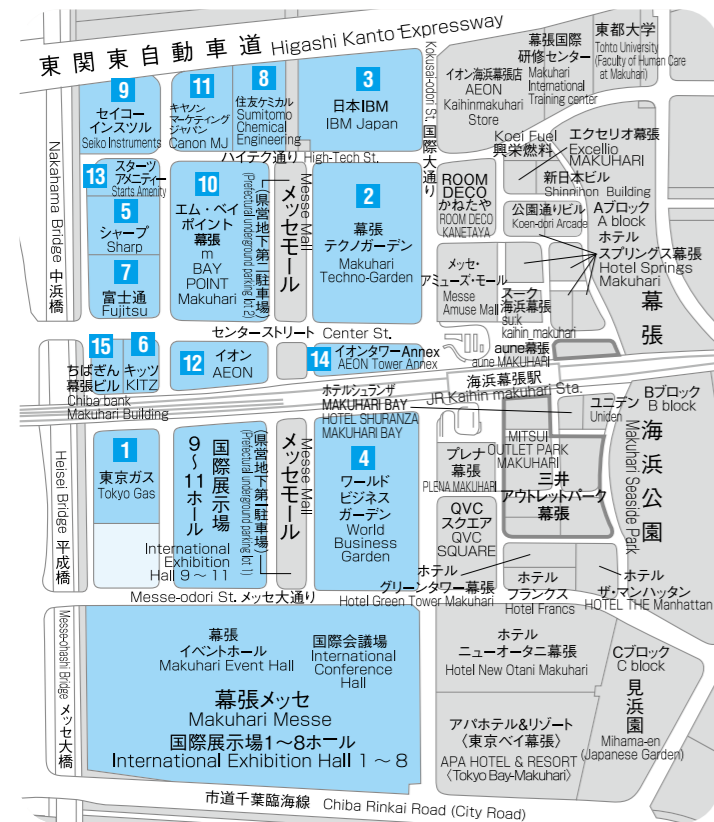 東関東自動車道 Higashi Kanto Expressway
9
セイコー
インスツル
Seiko Instruments
11
キヤノン
マーケティング
ジャパン
Canon MJ
8
住友ケミカル
Sumitomo
Chemical
Engineering
3
日本IBM
IBM Japan
Kokusai-odori St. 国際大通り
イオン海浜幕張店
AEON
Kaihinmakuhari
Store
幕張国際
研修センター
Makuhari
International
Training center
東都大学
Tohto University
(Faculty of Human Care
at Makuhari)
ハイテク通り High-Tech St.
Nakahama Bridge 中浜橋
13
スターツ
アメニティー
Starts Amenity
5
シャープ
Sharp
7
富士通
Fujitsu
10
エム・ベイ
ポイント
幕張
m
BAY
POINT
Makuhari
(県営地下第二駐車場)
(Prefectural underground parking lot 2)
メッセモール
Messe Mall
2
幕張
テクノガーデン
Makuhari
Techno-Garden
Koei Fuel
興栄燃料
エクセリオ幕張
Excellio
MAKUHARI
新日本ビル
Shinnihon Building
ROOM
DECO
かねたや
ROOM DECO
KANETAYA
公園通りビル
Koen-dori Arcade
Aブロック
A block
ホテル
スプリングス幕張
Hotel Springs
Makuhari
メッセ・
アミューズ・モール
Messe
Amuse Mall
スーク
海浜幕張
su:k
kaihin makuhari
aune幕張
aune MAKUHARI
センターストリート Center St.
15
ちばぎん
幕張ビル
Chiba bank
Makuhari Building
6
キッツ
KITZ
12
イオン
AEON
14
イオンタワーAnnex
AEON Tower Annex
海浜幕張駅
JR Kaihin makuhari Sta.
幕張海浜公園
Makuhari Seaside Park
ホテルシュランザ
MAKUHARI BAY
HOTEL SHURANZA
MAKUHARI BAY
ユニデン
Uniden
Bブロック
B block
Heisei Bridge 平成橋
1
東京ガス
Tokyo Gas
国際展示場
9～11ホール
International
Exhibition
Hall 9～11
(県営地下第一駐車場)
(Prefectural underground parking lot 1)
メッセモール
Messe Mall
4
ワールド
ビジネス
ガーデン
World
Business
Garden
プレナ
幕張
PLENA MAKUHARI
MITSUI
OUTLET PARK
MAKUHARI
三井
アウトレットパーク
幕張
QVC
スクエア
QVC
SQUARE
ホテル
グリーンタワー幕張
Hotel Green Tower Makuhari
ホテル
フランクス
Hotel Francs
ホテル
ザ・マンハッタン
HOTEL THE Manhattan
Messe-odori St. メッセ大通り
Messe-ohashi Bridge メッセ大橋
幕張
イベントホール
Makuhari Event Hall
国際会議場
International
Conference
Hall
幕張メッセ
Makuhari Messe
国際展示場1～8ホール
International Exhibition Hall 1～8
ホテル
ニューオータニ幕張
Hotel New Otani Makuhari
アパホテル&リゾート
〈東京ベイ幕張〉
APA HOTEL & RESORT
〈Tokyo Bay-Makuhari〉
Cブロック
C block
見浜園
Mihama-en
(Japanese Garden)
市道千葉臨海線 Chiba Rinkai Road (City Road)